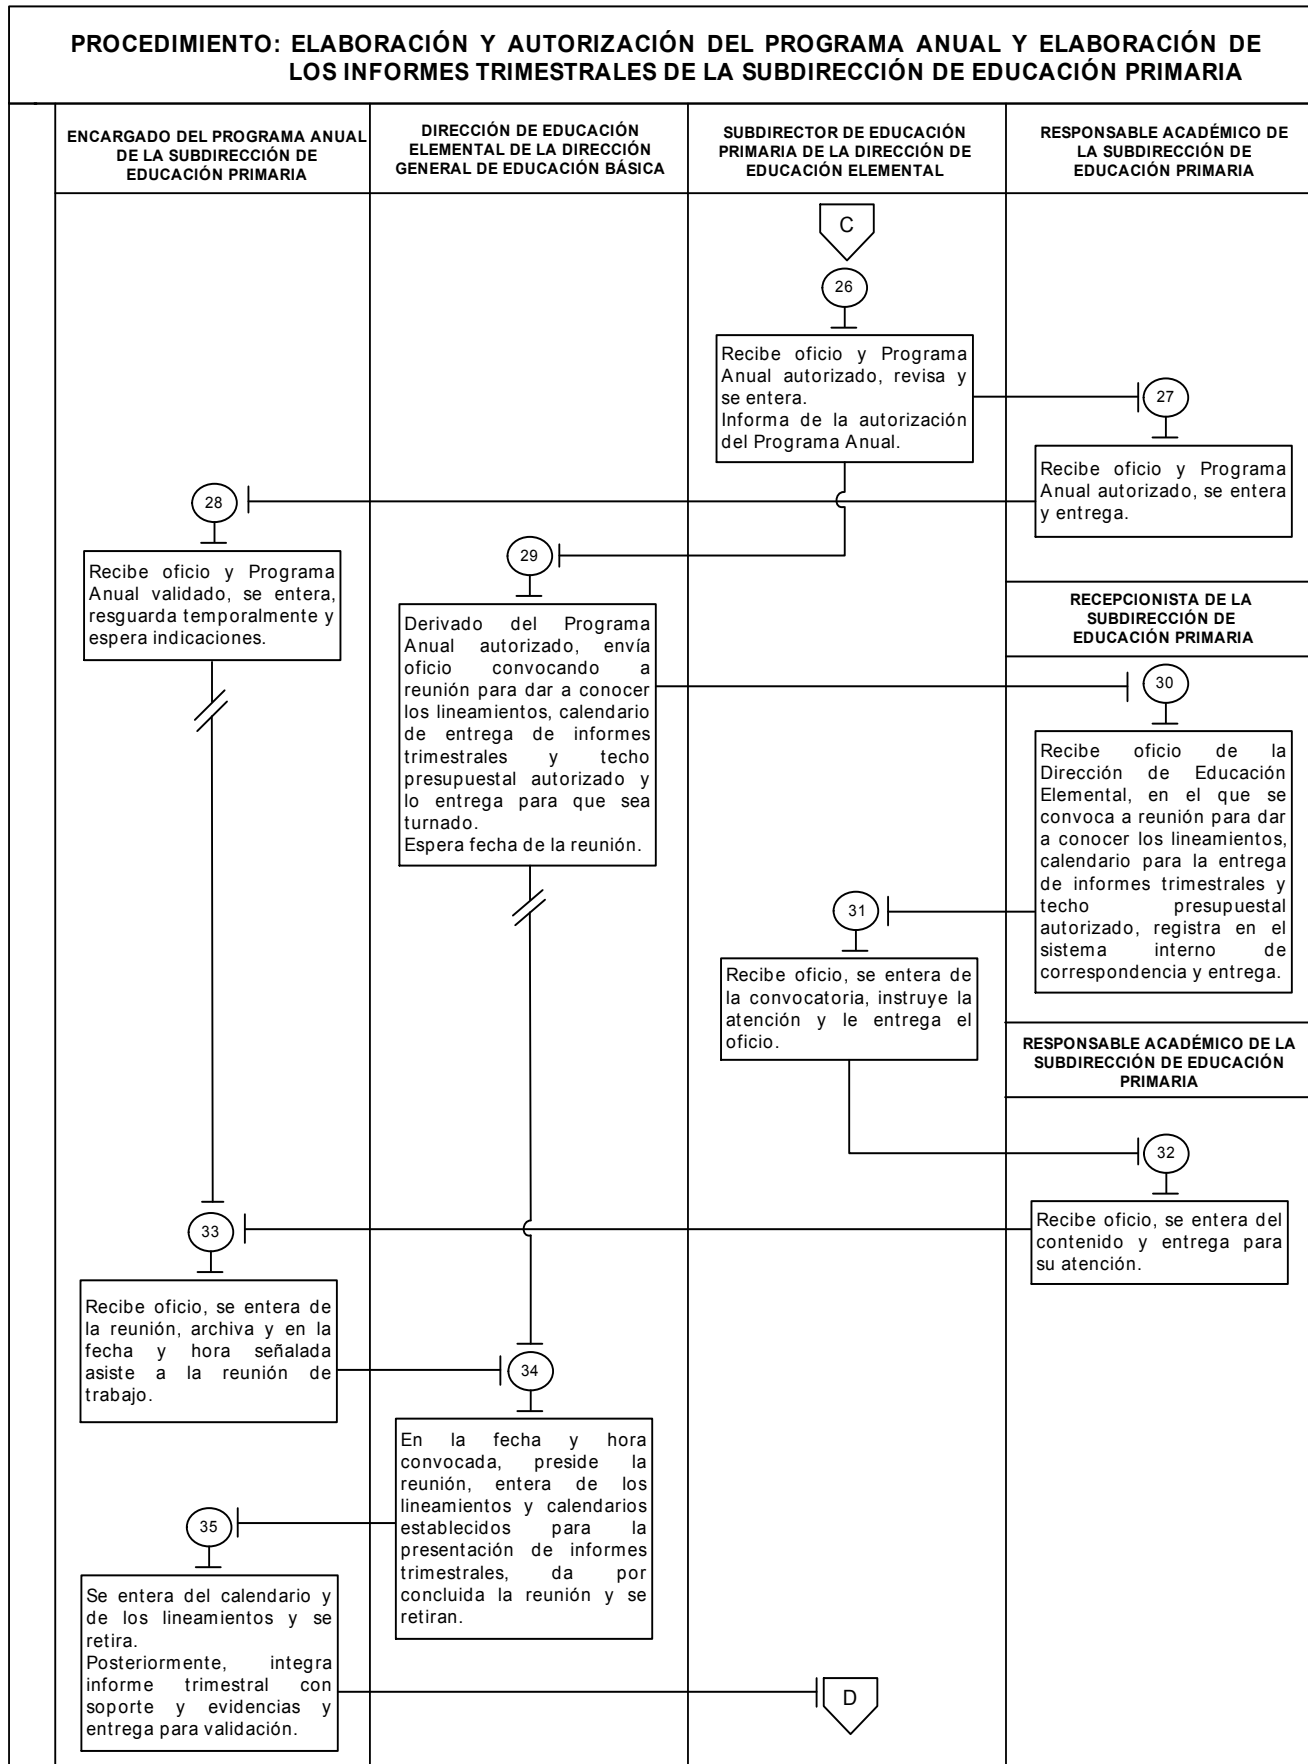 PROCEDIMIENTO: ELABORACIÓN Y AUTORIZACIÓN DEL PROGRAMA ANUAL Y ELABORACIÓN DE
LOS INFORMES TRIMESTRALES DE LA SUBDIRECCIÓN DE EDUCACIÓN PRIMARIA
ENCARGADO DEL PROGRAMA ANUAL
DE LA SUBDIRECCIÓN DE
EDUCACIÓN PRIMARIA
DIRECCIÓN DE EDUCACIÓN
ELEMENTAL DE LA DIRECCIÓN
GENERAL DE EDUCACIÓN BÁSICA
SUBDIRECTOR DE EDUCACIÓN
PRIMARIA DE LA DIRECCIÓN DE
EDUCACIÓN ELEMENTAL
RESPONSABLE ACADÉMICO DE
LA SUBDIRECCIÓN DE
EDUCACIÓN PRIMARIA
C
26
Recibe oficio y Programa
Anual autorizado, revisa y
se entera.
Informa de la autorización
del Programa Anual.
27
Recibe oficio y Programa
Anual autorizado, se entera
y entrega.
28
Recibe oficio y Programa
Anual validado, se entera,
resguarda temporalmente y
espera indicaciones.
29
Derivado del Programa
Anual autorizado, envía
oficio convocando a
reunión para dar a conocer
los lineamientos, calendario
de entrega de informes
trimestrales y techo
presupuestal autorizado y
lo entrega para que sea
turnado.
Espera fecha de la reunión.
RECEPCIONISTA DE LA
SUBDIRECCIÓN DE
EDUCACIÓN PRIMARIA
30
Recibe oficio de la
Dirección de Educación
Elemental, en el que se
convoca a reunión para dar
a conocer los lineamientos,
calendario para la entrega
de informes trimestrales y
techo presupuestal
autorizado, registra en el
sistema interno de
correspondencia y entrega.
31
Recibe oficio, se entera de
la convocatoria, instruye la
atención y le entrega el
oficio.
RESPONSABLE ACADÉMICO DE LA
SUBDIRECCIÓN DE EDUCACIÓN
PRIMARIA
32
Recibe oficio, se entera del
contenido y entrega para
su atención.
33
Recibe oficio, se entera de
la reunión, archiva y en la
fecha y hora señalada
asiste a la reunión de
trabajo.
34
En la fecha y hora
convocada, preside la
reunión, entera de los
lineamientos y calendarios
establecidos para la
presentación de informes
trimestrales, da por
concluida la reunión y se
retiran.
35
Se entera del calendario y
de los lineamientos y se
retira.
Posteriormente, integra
informe trimestral con
soporte y evidencias y
entrega para validación.
D